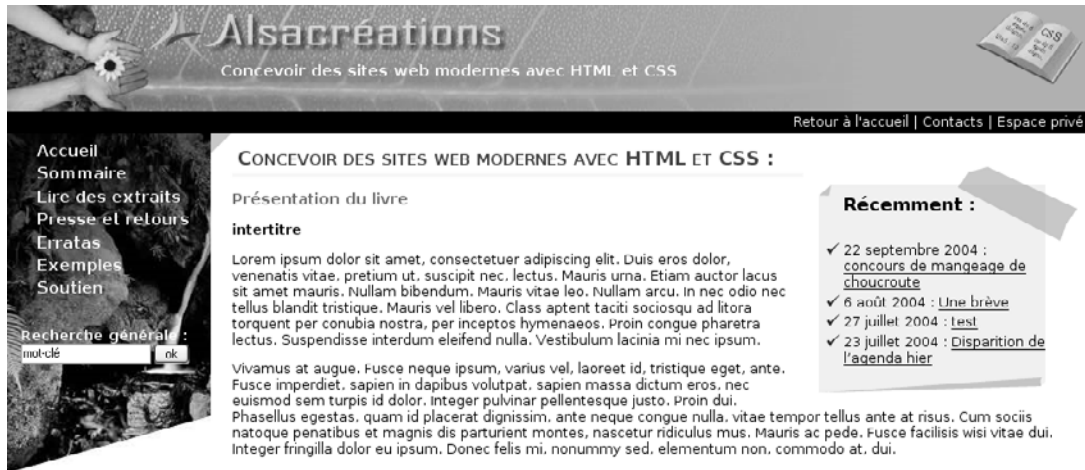 Alsacréations
Concevoir des sites web modernes avec HTML et CSS
CSS
Retour à l'accueil | Contacts | Espace privé
Accueil
Sommaire
Lire des extraits
Presse et retours
Erratas
Exemples
Soutien
Recherche générale :
mot-clé ok
CONCEVOIR DES SITES WEB MODERNES AVEC HTML ET CSS :
Présentation du livre
intertitre
Lorem ipsum dolor sit amet, consectetuer adipiscing elit. Duis eros dolor,
venenatis vitae, pretium ut, suscipit nec, lectus. Mauris urna. Etiam auctor lacus
sit amet mauris. Nullam bibendum. Mauris vitae leo. Nullam arcu. In nec odio nec
tellus blandit tristique. Mauris vel libero. Class aptent taciti sociosqu ad litora
torquent per conubia nostra, per inceptos hymenaeos. Proin congue pharetra
lectus. Suspendisse interdum eleifend nulla. Vestibulum lacinia mi nec ipsum.
Vivamus at augue. Fusce neque ipsum, varius vel, laoreet id, tristique eget, ante.
Fusce imperdiet, sapien in dapibus volutpat, sapien massa dictum eros, nec
euismod sem turpis id dolor. Integer pulvinar pellentesque justo. Proin dui.
Phasellus egestas, quam id placerat dignissim, ante neque congue nulla, vitae tempor tellus ante at risus. Cum sociis
natoque penatibus et magnis dis parturient montes, nascetur ridiculus mus. Mauris ac pede. Fusce facilisis wisi vitae dui.
Integer fringilla dolor eu ipsum. Donec felis mi, nonummy sed, elementum non, commodo at, dui.
Récemment :
✓ 22 septembre 2004 :
concours de mangeage de
choucroute
✓ 6 août 2004 : Une brève
✓ 27 juillet 2004 : test
✓ 23 juillet 2004 : Disparition de
l'agenda hier